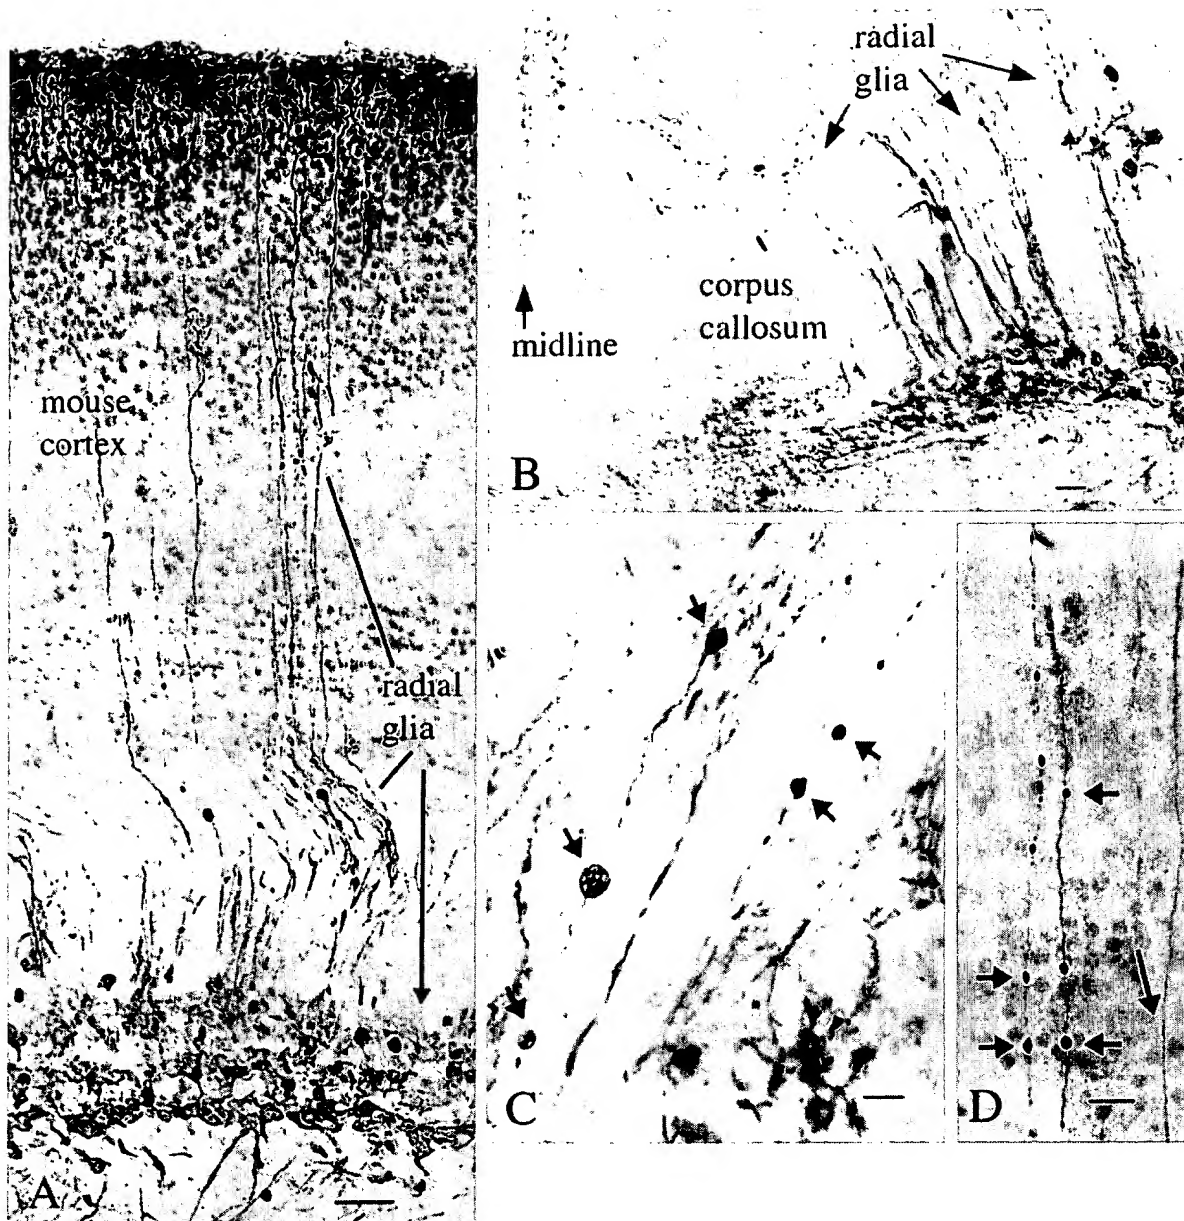 mouse
cortex
radial
glia
A
radial
glia
corpus
callosum
midline
B
C
D